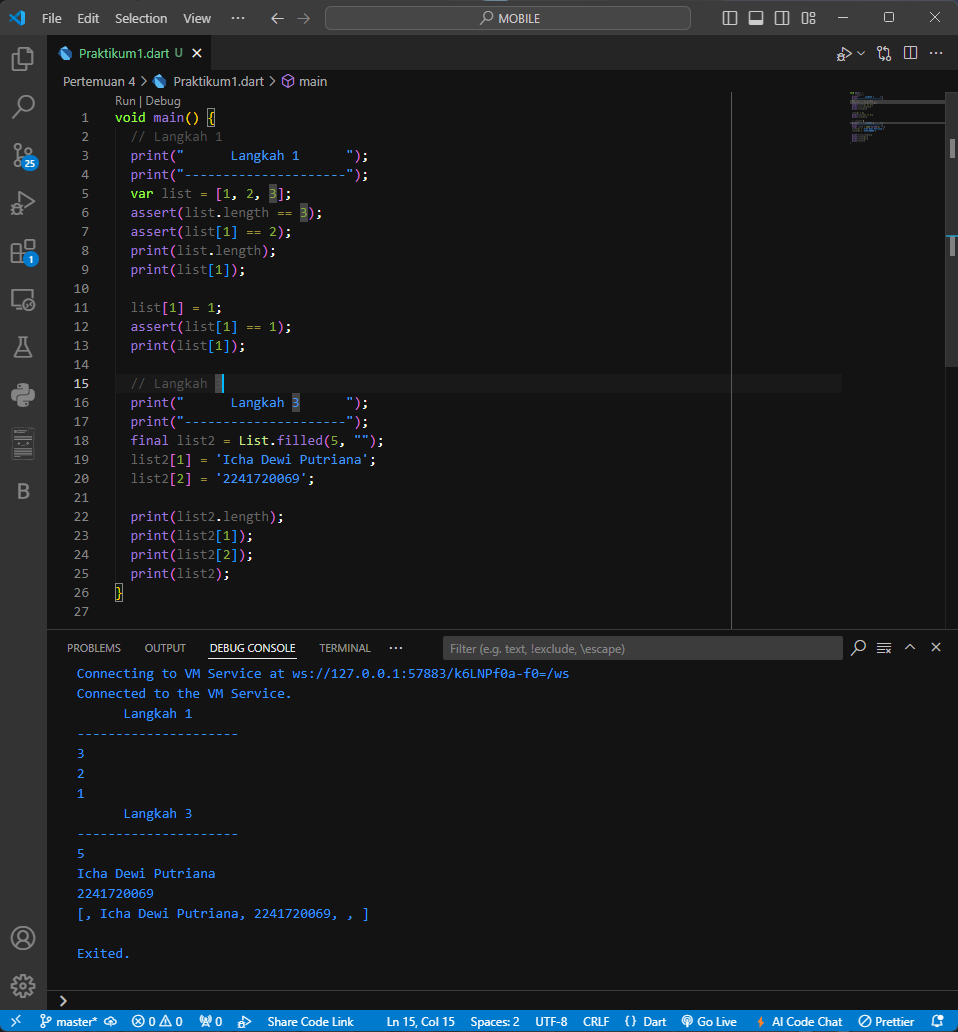 File Edit Selection View ··· MOBILE
Praktikum1.dart U
Pertemuan 4 > Praktikum1.dart > main
Run | Debug
1 void main() {
2 // Langkah 1
3 print("      Langkah 1      ");
4 print("---------------------");
5 var list = [1, 2, 3];
6 assert(list.length == 3);
7 assert(list[1] == 2);
8 print(list.length);
9 print(list[1]);
10
11 list[1] = 1;
12 assert(list[1] == 1);
13 print(list[1]);
14
15 // Langkah 3
16 print("      Langkah 3      ");
17 print("---------------------");
18 final list2 = List.filled(5, "");
19 list2[1] = 'Icha Dewi Putriana';
20 list2[2] = '2241720069';
21
22 print(list2.length);
23 print(list2[1]);
24 print(list2[2]);
25 print(list2);
26 }
27
25
1
B
PROBLEMS OUTPUT DEBUG CONSOLE TERMINAL ··· Filter (e.g. text, !exclude, \escape)
Connecting to VM Service at ws://127.0.0.1:57883/k6LNPf0a-f0=/ws
Connected to the VM Service.
      Langkah 1
---------------------
3
2
1
      Langkah 3
---------------------
5
Icha Dewi Putriana
2241720069
[, Icha Dewi Putriana, 2241720069, , ]
Exited.
>
master* 0 0 0 Share Code Link Ln 15, Col 15 Spaces: 2 UTF-8 CRLF {} Dart Go Live AI Code Chat Prettier